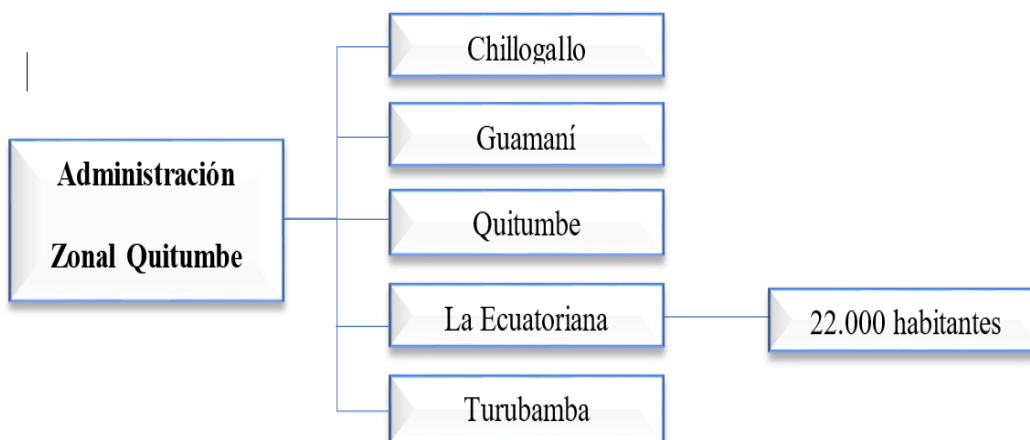 Administración
Zonal Quitumbe
Chillogallo
Guamaní
Quitumbe
La Ecuatoriana
22.000 habitantes
Turubamba